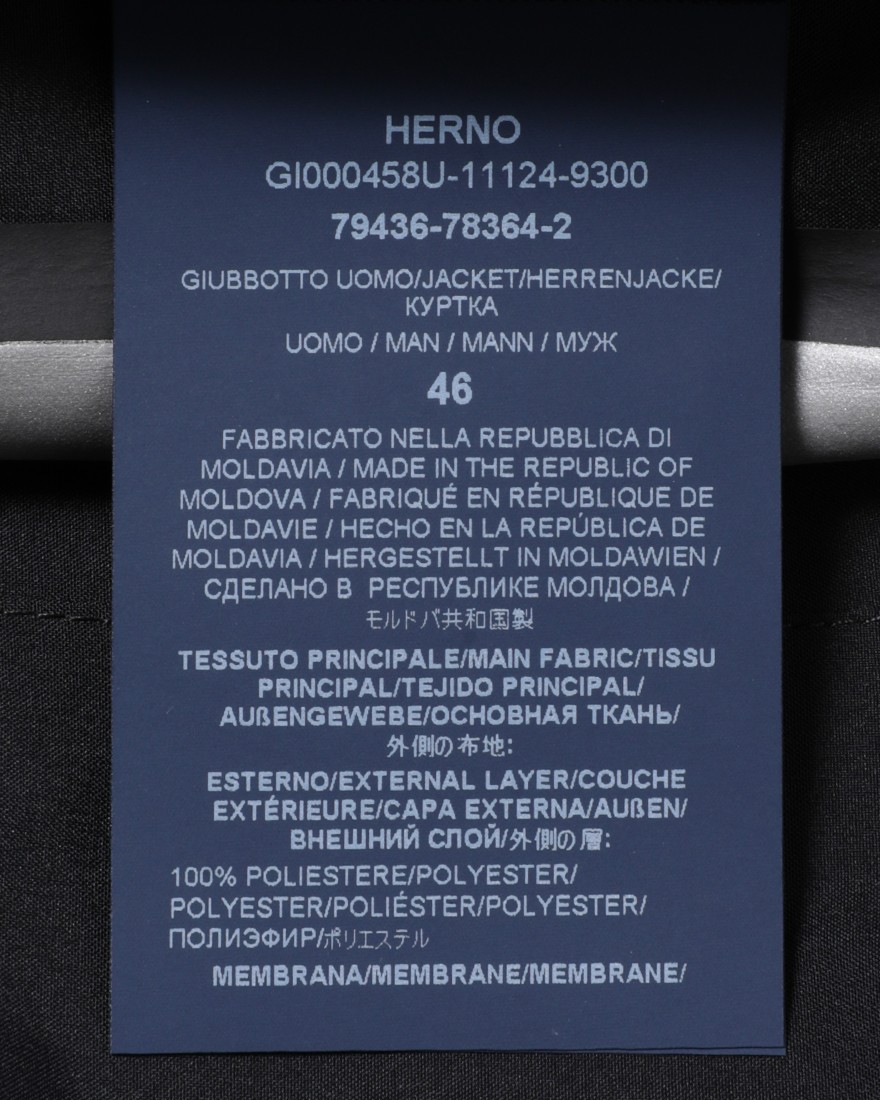 HERNO
GI000458U-11124-9300
79436-78364-2
GIUBBOTTO UOMO/JACKET/HERRENJACKE/
КУРТКА
UOMO / MAN / MANN / МУЖ
46
FABBRICATO NELLA REPUBBLICA DI
MOLDAVIA / MADE IN THE REPUBLIC OF
MOLDOVA / FABRIQUÉ EN RÉPUBLIQUE DE
MOLDAVIE / HECHO EN LA REPÚBLICA DE
MOLDAVIA / HERGESTELLT IN MOLDAWIEN /
СДЕЛАНО В РЕСПУБЛИКЕ МОЛДОВА /
モルドバ共和国製
TESSUTO PRINCIPALE/MAIN FABRIC/TISSU
PRINCIPAL/TEJIDO PRINCIPAL/
AUßENGEWEBE/ОСНОВНАЯ ТКАНЬ/
外側の布地:
ESTERNO/EXTERNAL LAYER/COUCHE
EXTÉRIEURE/CAPA EXTERNA/AUßEN/
ВНЕШНИЙ СЛОЙ/外側の層:
100% POLIESTERE/POLYESTER/
POLYESTER/POLIÉSTER/POLYESTER/
ПОЛИЭФИР/ポリエステル
MEMBRANA/MEMBRANE/MEMBRANE/